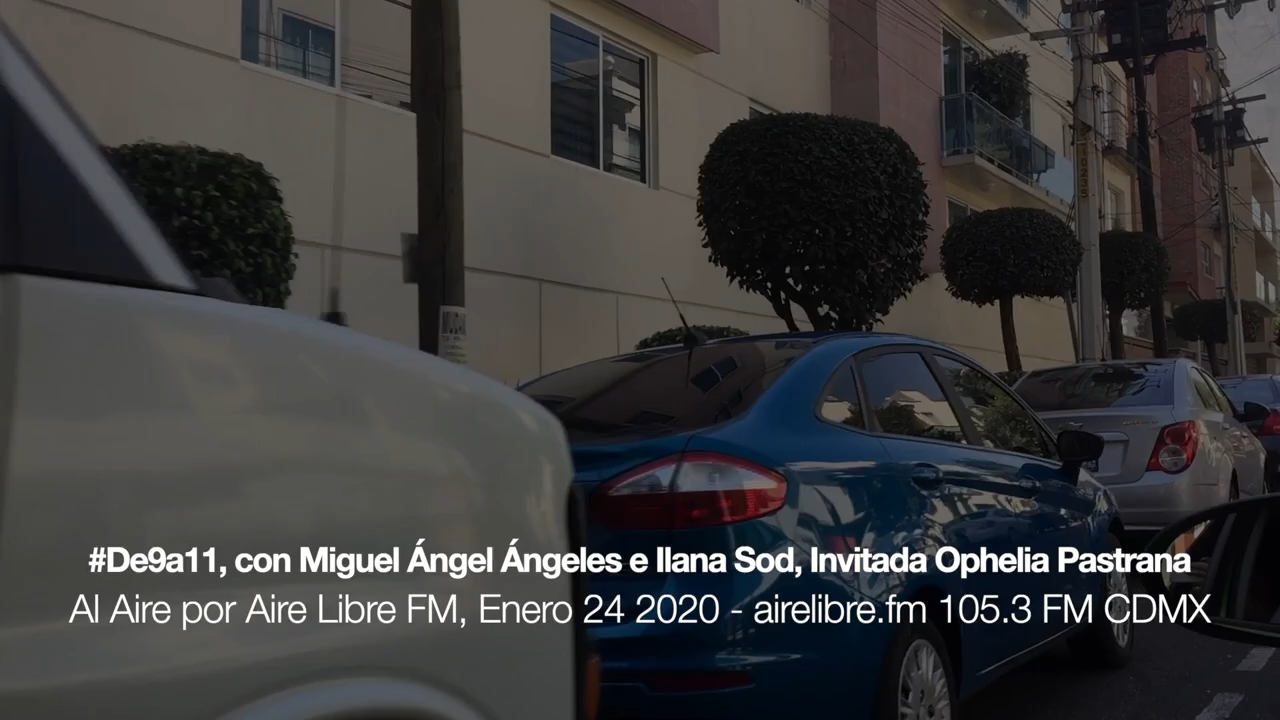 #De9a11, con Miguel Ángel Ángeles e Ilana Sod, Invitada Ophelia Pastrana
Al Aire por Aire Libre FM, Enero 24 2020 - airelibre.fm 105.3 FM CDMX